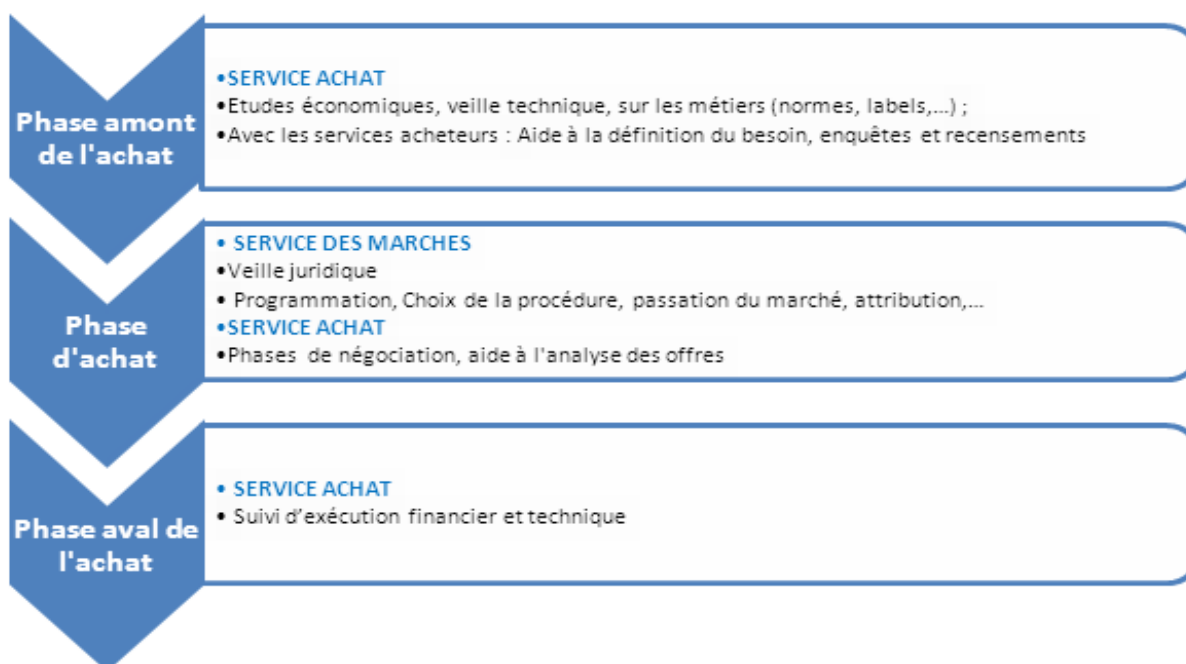 Phase amont
de l'achat
•SERVICE ACHAT
•Etudes économiques, veille technique, sur les métiers (normes, labels,...) ;
•Avec les services acheteurs : Aide à la définition du besoin, enquêtes et recensements
Phase
d'achat
• SERVICE DES MARCHES
•Veille juridique
• Programmation, Choix de la procédure, passation du marché, attribution,...
•SERVICE ACHAT
•Phases de négociation, aide à l'analyse des offres
Phase aval de
l'achat
• SERVICE ACHAT
• Suivi d’exécution financier et technique